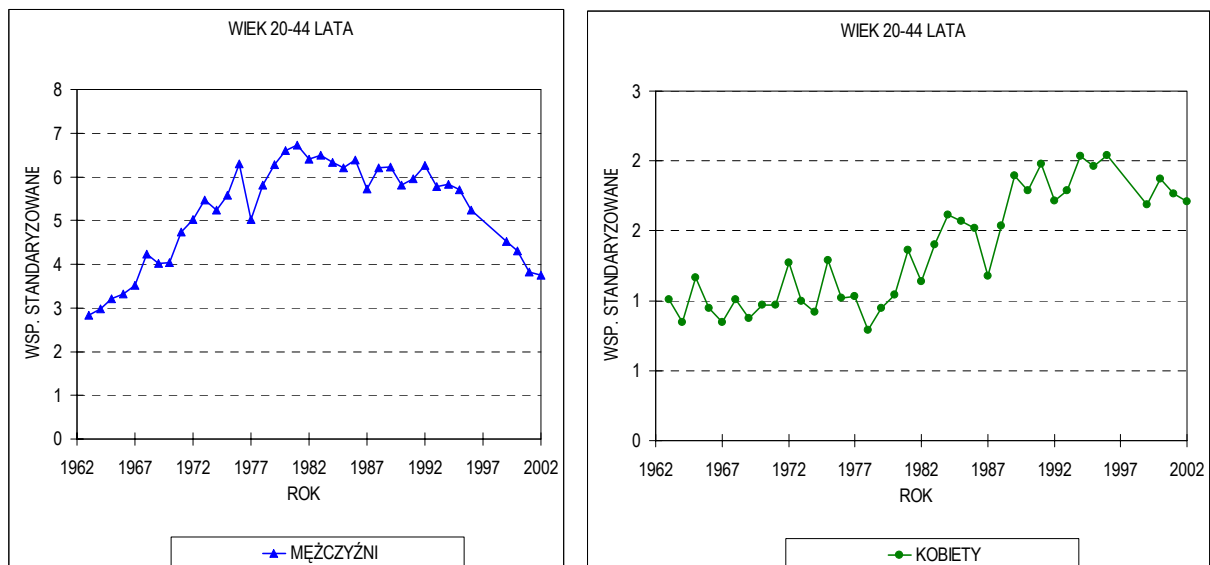 WIEK 20-44 LATA
WSP. STANDARYZOWANE
8
7
6
5
4
3
2
1
0
1962 1967 1972 1977 1982 1987 1992 1997 2002
ROK
MĘŻCZYŹNI
WIEK 20-44 LATA
WSP. STANDARYZOWANE
3
2
2
1
1
0
1962 1967 1972 1977 1982 1987 1992 1997 2002
ROK
KOBIETY